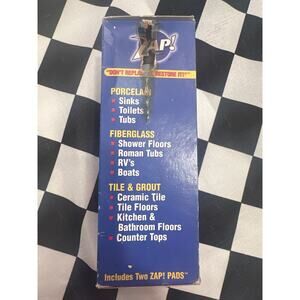 ZAP!
"DON'T REPLACE, RESTORE IT!"
PORCELAIN
Sinks
Toilets
Tubs
FIBERGLASS
Shower Floors
Roman Tubs
RV's
Boats
TILE & GROUT
Ceramic Tile
Tile Floors
Kitchen &
Bathroom Floors
Counter Tops
Includes Two ZAP! PADS™